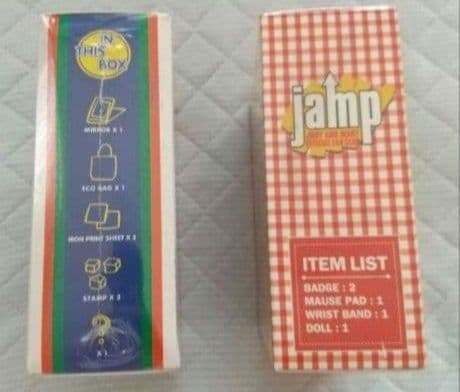 IN
THIS
BOX
MIRROR X 1
ECO BAG X 1
IRON PRINT SHEET X 2
STAMP X 3
X 1
jamp
ITEM LIST
BADGE : 2
MAUSE PAD : 1
WRIST BAND : 1
DOLL : 1